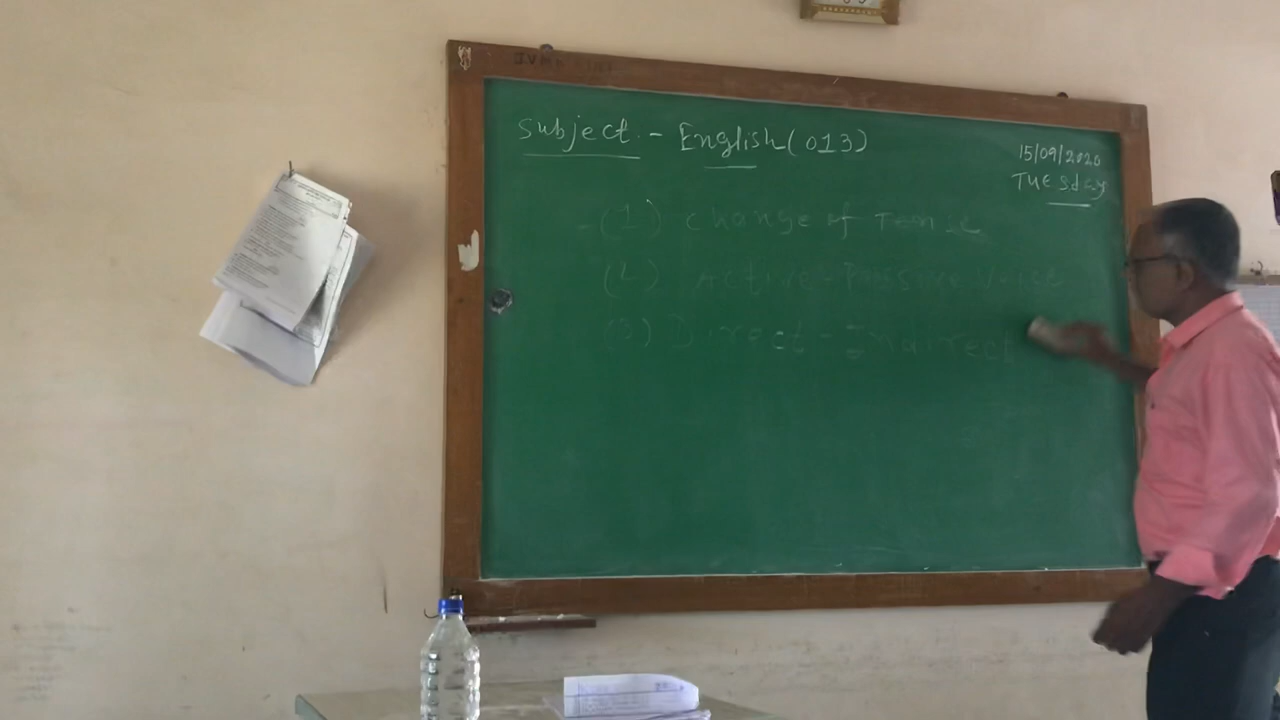 Subject. - English (013)
15/09/2020
Tuesday
(1) Change of Tense
(2) Active Passive Voice
(3) Direct - Indirect